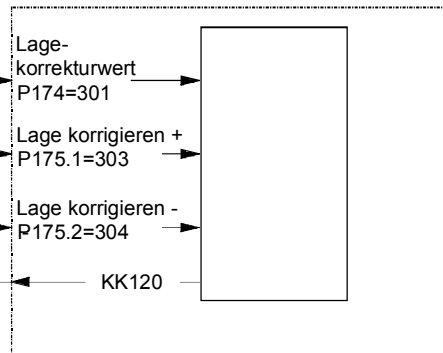 Lage-
korrekturwert
P174=301
Lage korrigieren +
P175.1=303
Lage korrigieren -
P175.2=304
KK120